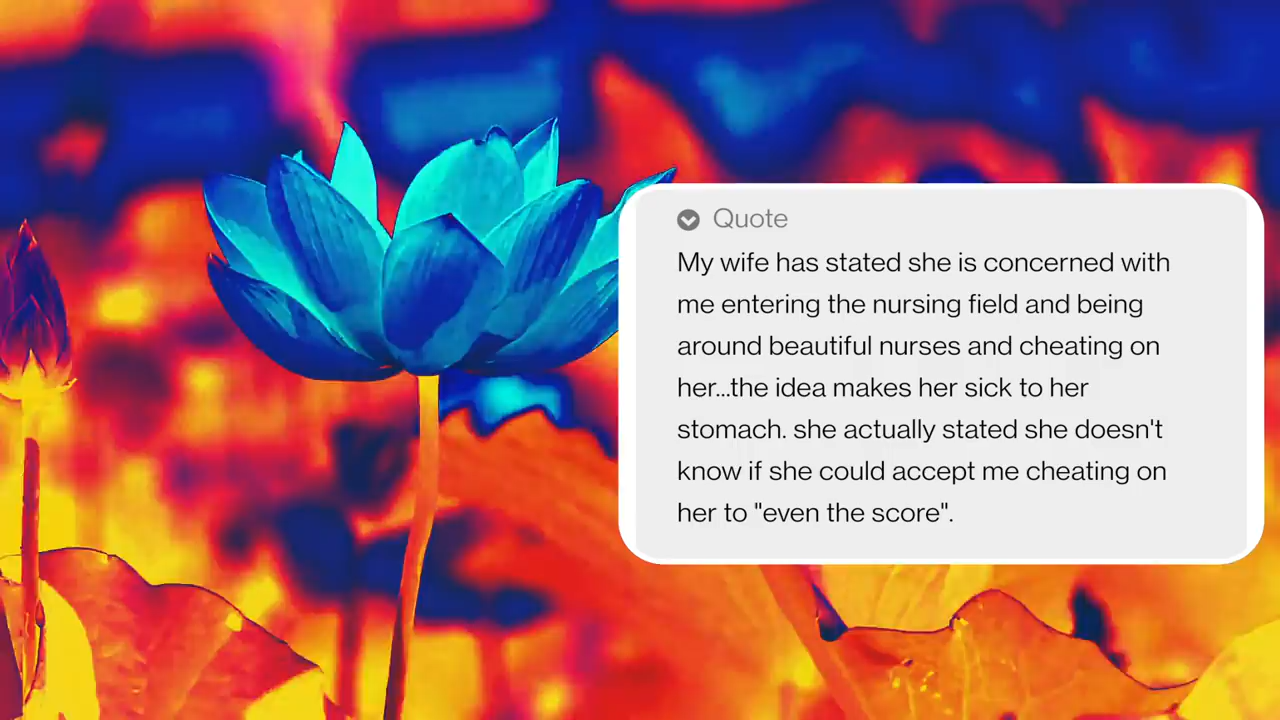 Quote
My wife has stated she is concerned with
me entering the nursing field and being
around beautiful nurses and cheating on
her...the idea makes her sick to her
stomach. she actually stated she doesn't
know if she could accept me cheating on
her to "even the score".